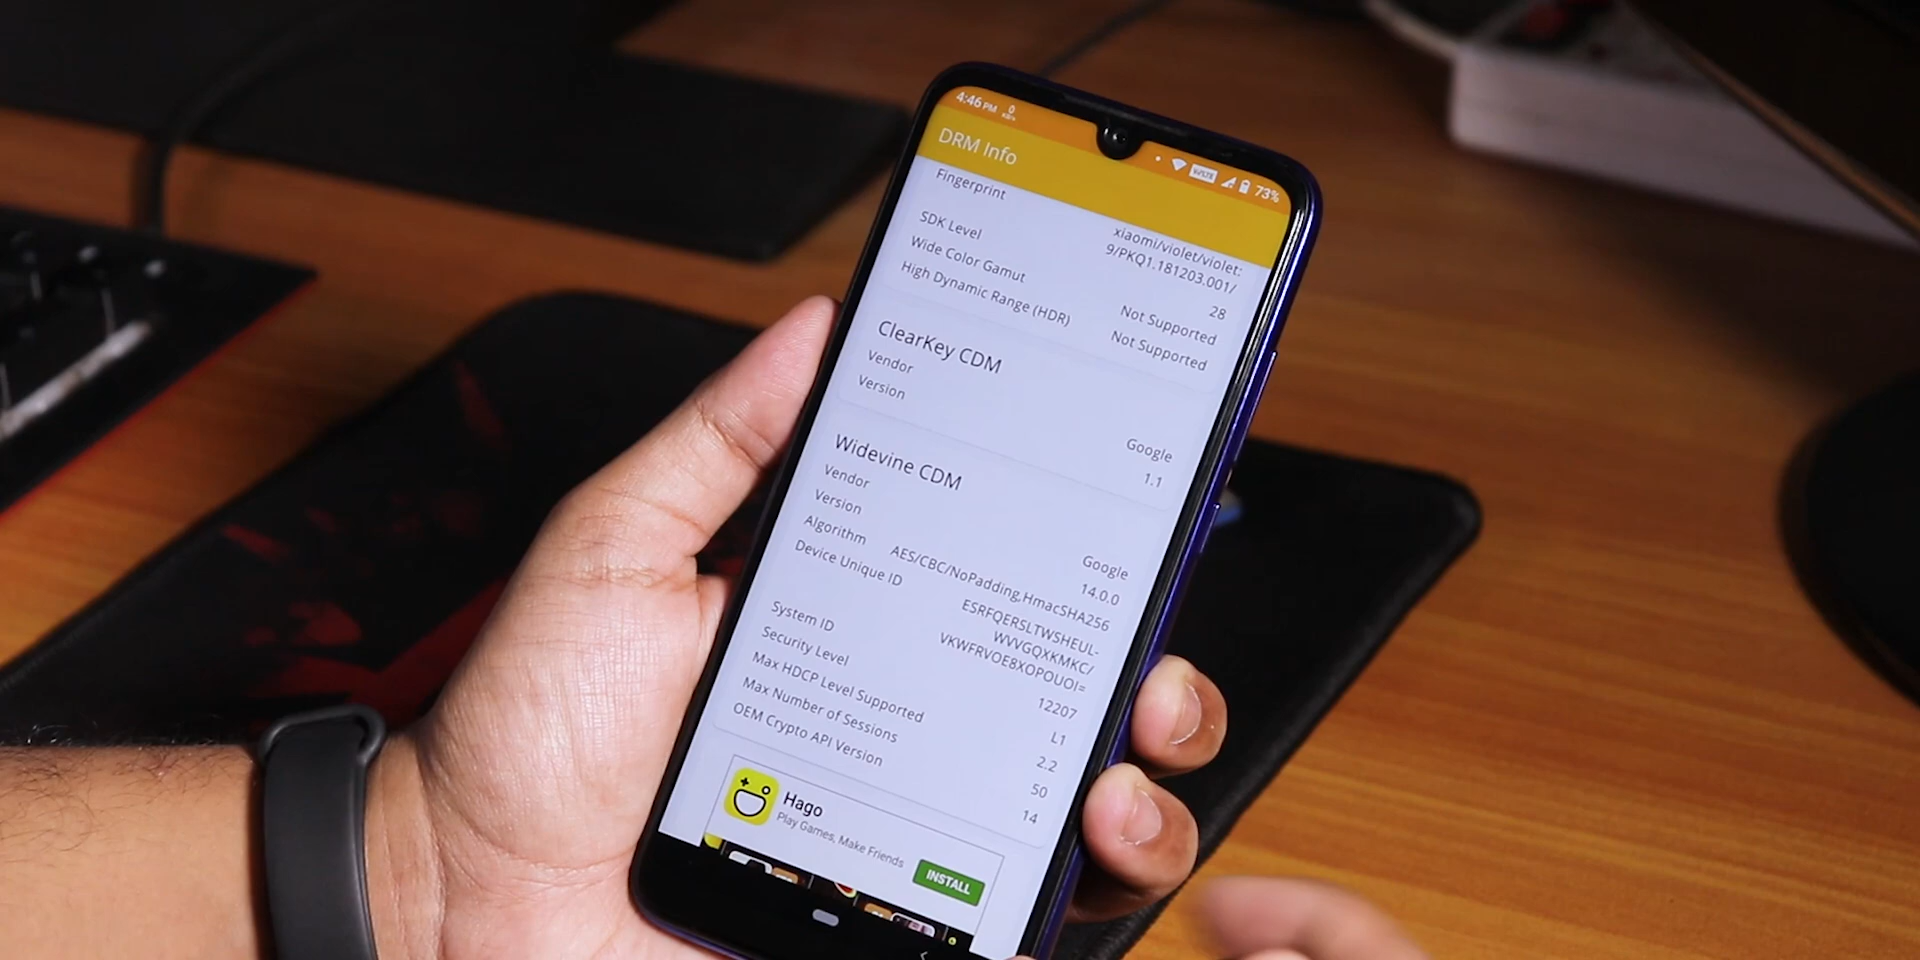 4:46 PM 0 KB/s VoLTE 73%
DRM Info
Fingerprint
xiaomi/violet/violet:
9/PKQ1.181203.001/
SDK Level 28
Wide Color Gamut Not Supported
High Dynamic Range (HDR) Not Supported
ClearKey CDM
Vendor Google
Version 1.1
Widevine CDM
Vendor Google
Version 14.0.0
Algorithm AES/CBC/NoPadding,HmacSHA256
Device Unique ID ESRFQERSLTWSHEUL-
WVVGQXKMKC/
VKWFRVOE8XOPOUOI=
System ID 12207
Security Level L1
Max HDCP Level Supported 2.2
Max Number of Sessions 50
OEM Crypto API Version 14
Hago
Play Games, Make Friends
INSTALL